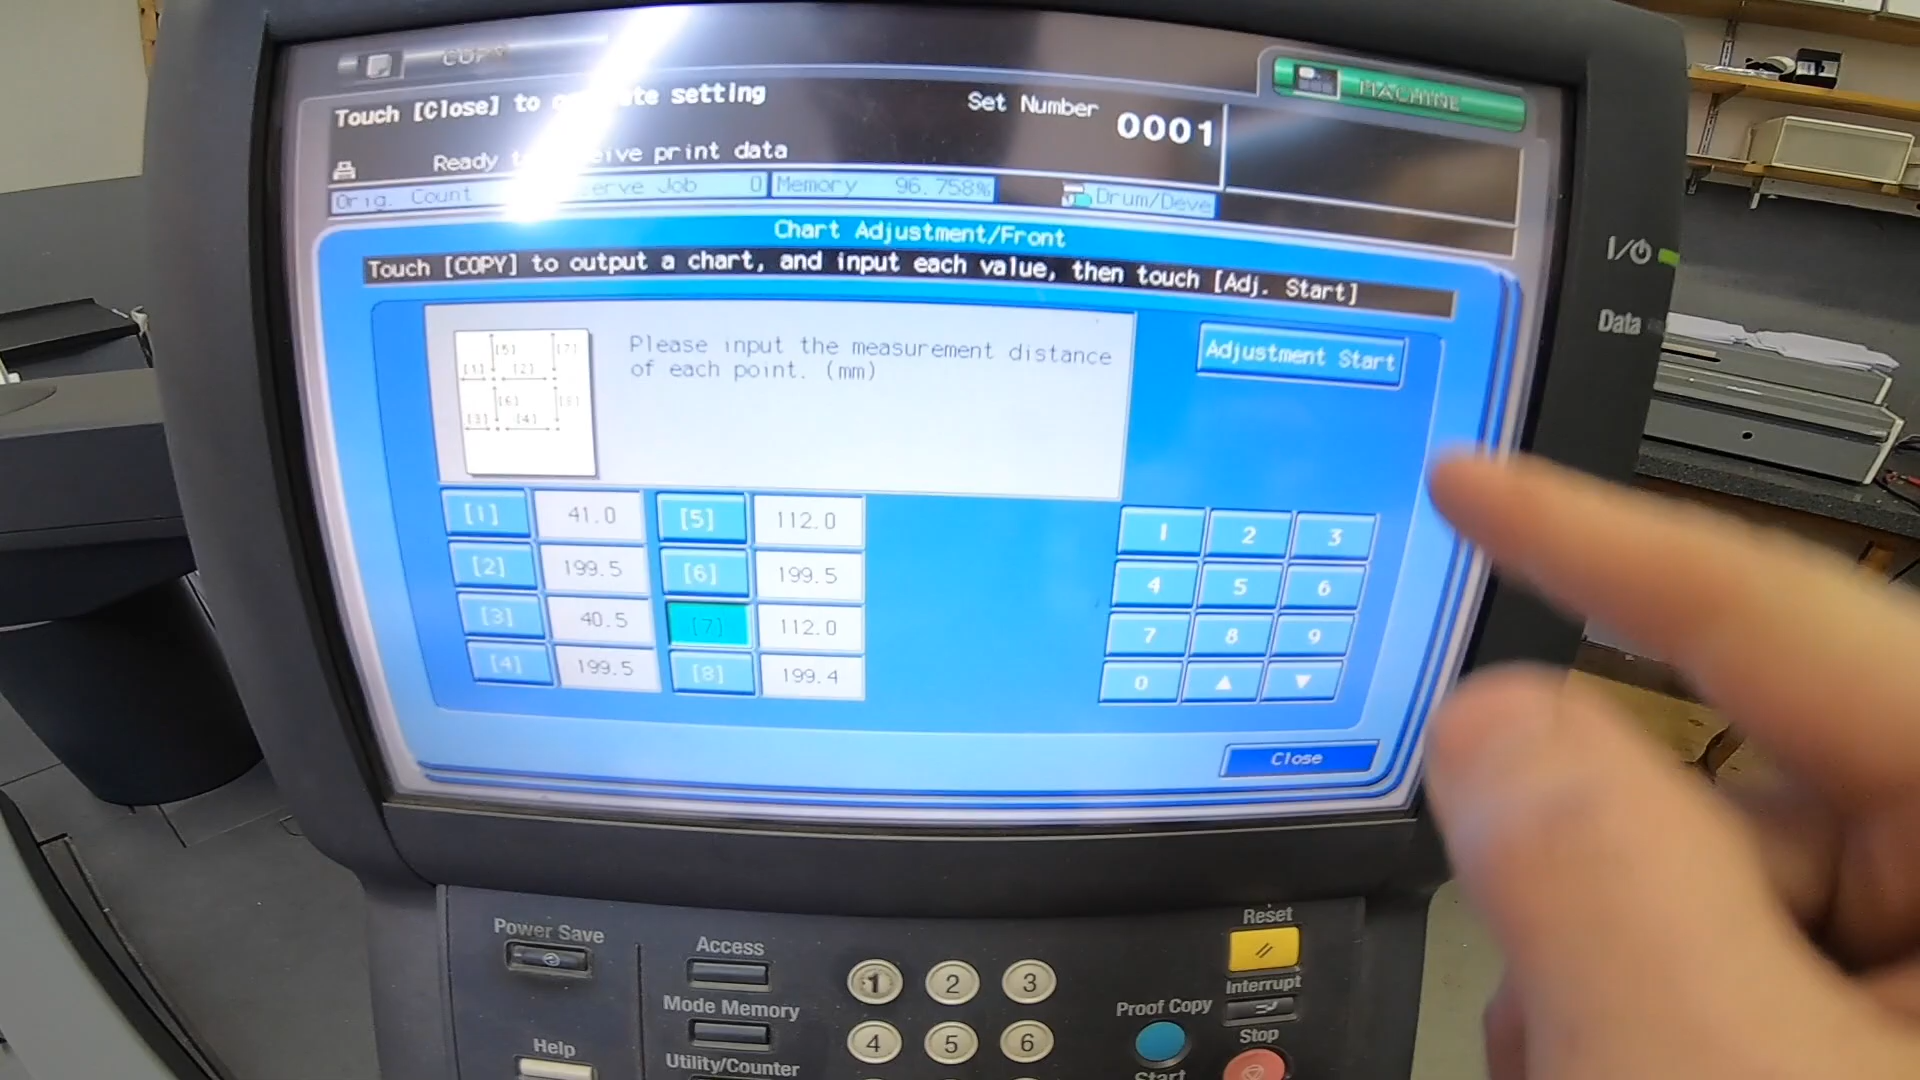 COPY
MACHINE
Touch [Close] to te setting
Set Number 0001
Ready eive print data
Orig. Count erve Job 0 Memory 96.758% Drum/Deve
Chart Adjustment/Front
Touch [COPY] to output a chart, and input each value, then touch [Adj. Start]
Please input the measurement distance
of each point. (mm)
Adjustment Start
[5] [7]
[1] [2]
[6] [8]
[3] [4]
[1] 41.0 [5] 112.0
[2] 199.5 [6] 199.5
[3] 40.5 [7] 112.0
[4] 199.5 [8] 199.4
1 2 3
4 5 6
7 8 9
0 ▲ ▼
Close
Data
Power Save
Access
Mode Memory
Utility/Counter
Help
1 2 3
4 5 6
Reset
Interrupt
Proof Copy
Stop
Start